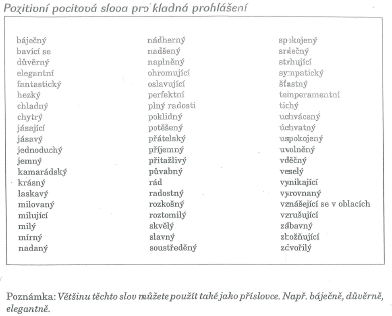 Pozitivní pocitová slova pro kladná prohlášení
báječný nádherný spokojený
bavící se nadšený srdečný
důvěrný naplněný strhující
elegantní ohromující sympatický
fantastický oslavující šťastný
hezký perfektní temperamentní
chladný plný radosti tichý
chytrý poklidný uchvácený
jásající potěšený úchvatný
jásavý přátelský uspokojený
jednoduchý příjemný uvolněný
jemný přitažlivý vděčný
kamarádský půvabný veselý
krásný rád vynikající
laskavý radostný vyrovnaný
milovaný rozkošný vznášející se v oblacích
milující roztomilý vzrušující
milý skvělý zábavný
mírný slavný zbožňující
nadaný soustředěný zdvořilý
Poznámka: Většinu těchto slov můžete použít také jako příslovce. Např. báječně, důvěrně,
elegantně.